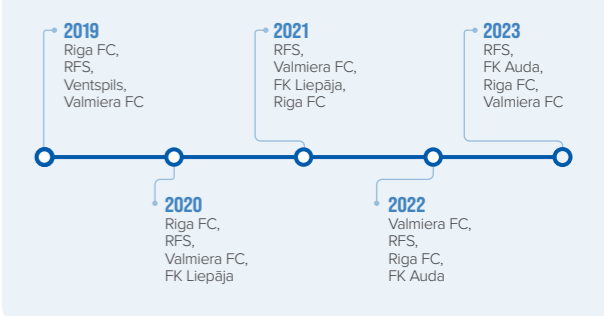 2019
Riga FC,
RFS,
Ventspils,
Valmiera FC
2020
Riga FC,
RFS,
Valmiera FC,
FK Liepāja
2021
RFS,
Valmiera FC,
FK Liepāja,
Riga FC
2022
Valmiera FC,
RFS,
Riga FC,
FK Auda
2023
RFS,
FK Auda,
Riga FC,
Valmiera FC